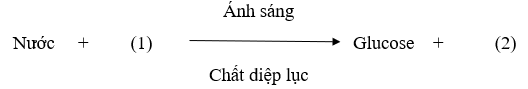 Ánh sáng
Nước + (1) Glucose + (2)
Chất diệp lục